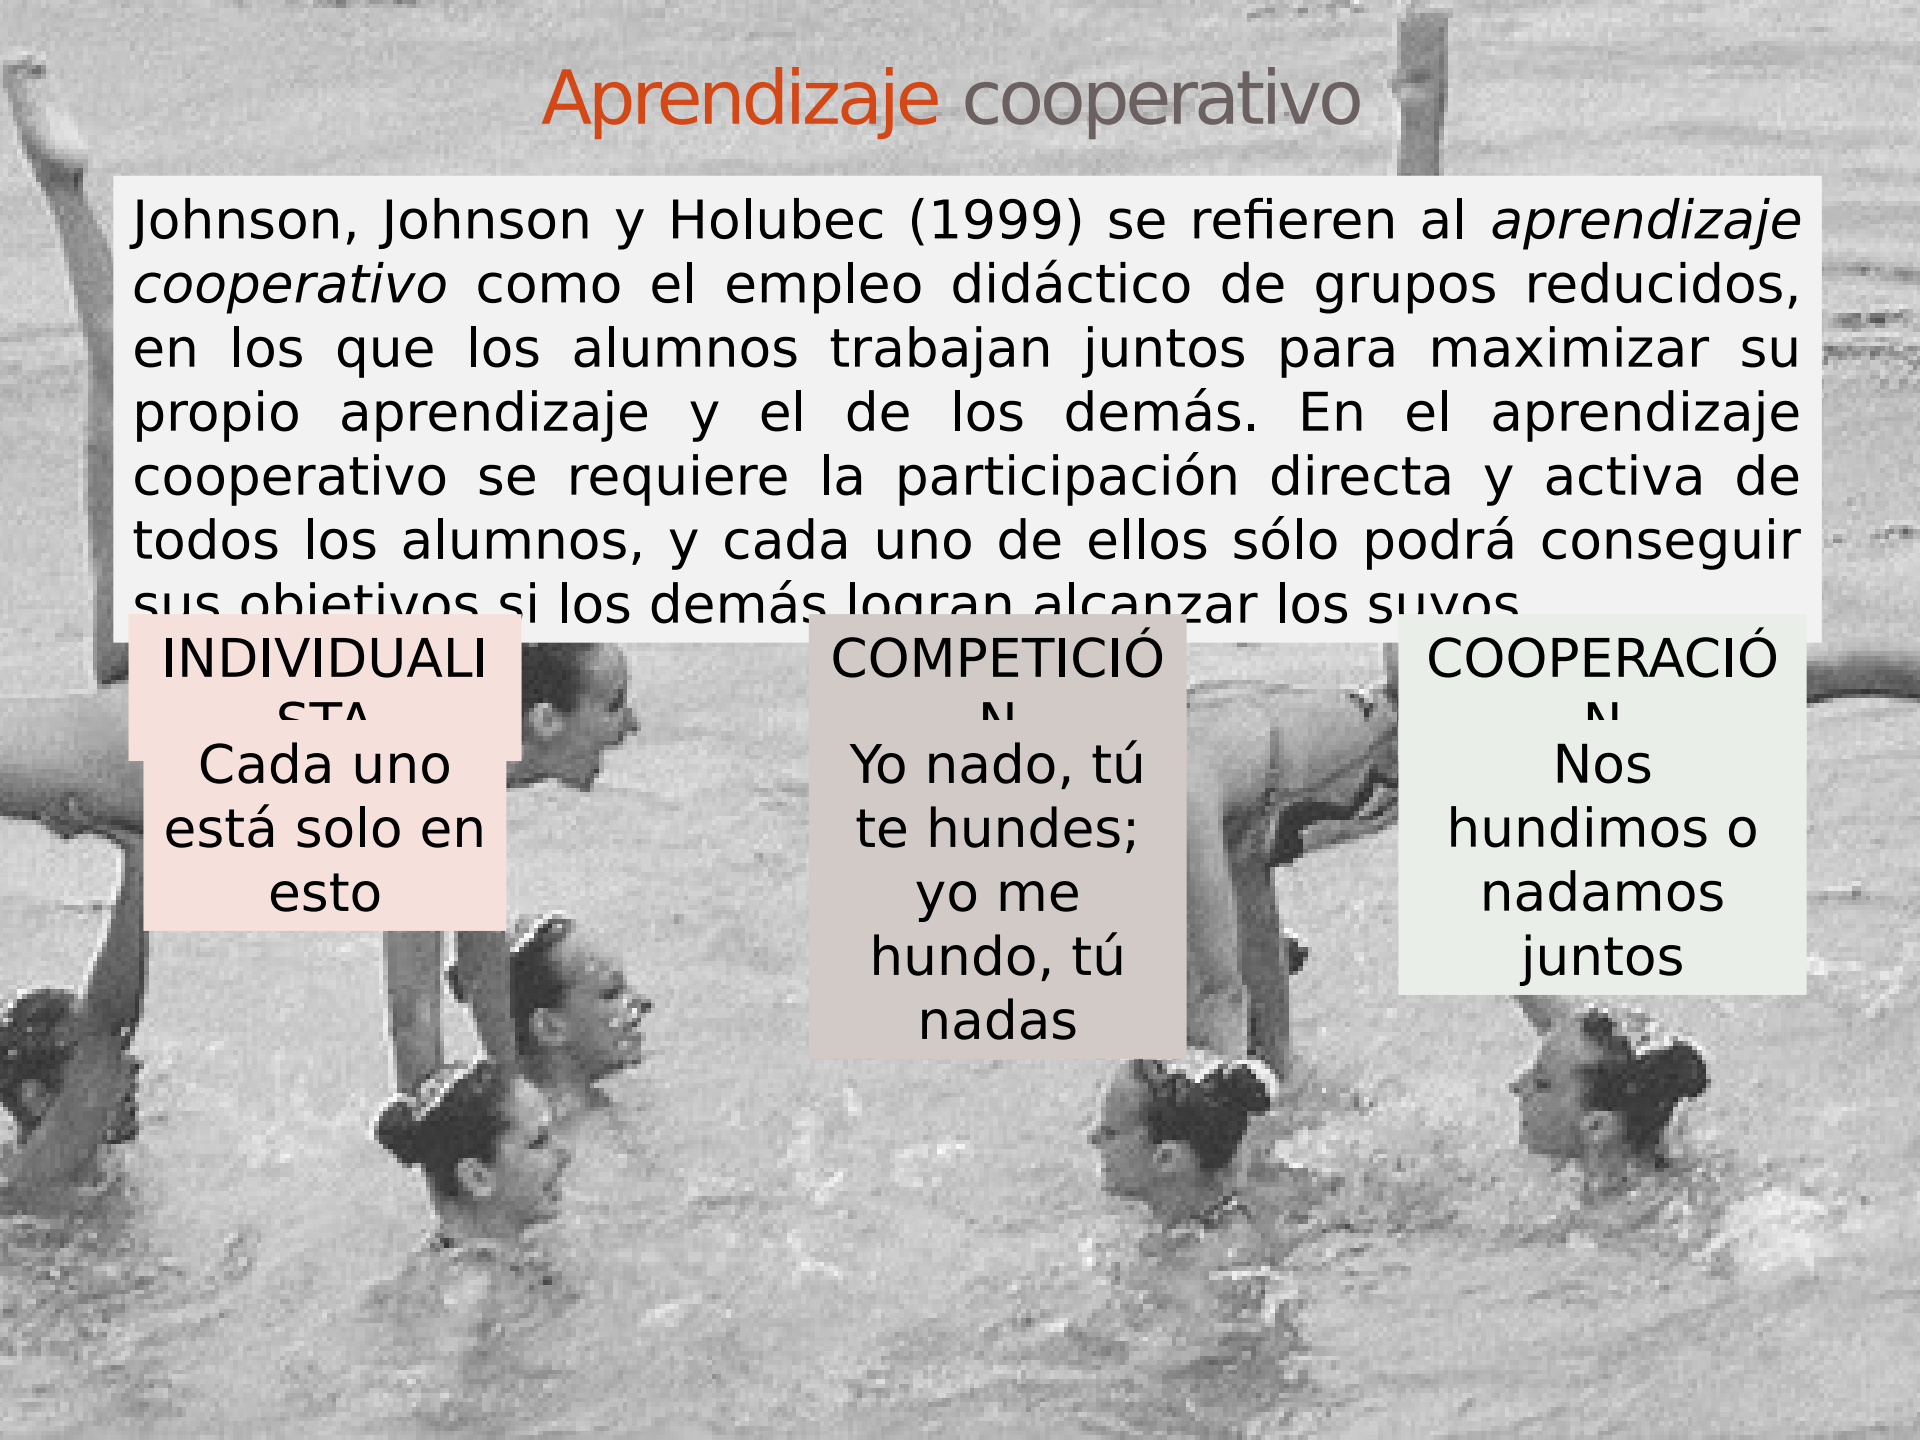 Aprendizaje cooperativo
Johnson, Johnson y Holubec (1999) se refieren al aprendizaje
cooperativo como el empleo didáctico de grupos reducidos,
en los que los alumnos trabajan juntos para maximizar su
propio aprendizaje y el de los demás. En el aprendizaje
cooperativo se requiere la participación directa y activa de
todos los alumnos, y cada uno de ellos sólo podrá conseguir
sus objetivos si los demás logran alcanzar los suyos
INDIVIDUALI
STA
Cada uno
está solo en
esto
COMPETICIÓ
N
Yo nado, tú
te hundes;
yo me
hundo, tú
nadas
COOPERACIÓ
N
Nos
hundimos o
nadamos
juntos